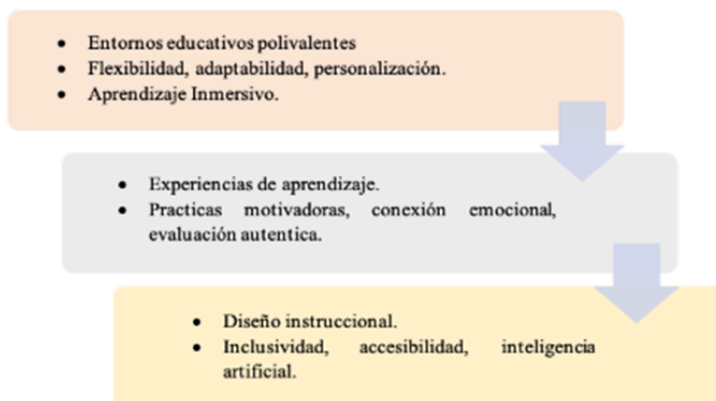 • Entornos educativos polivalentes
• Flexibilidad, adaptabilidad, personalización.
• Aprendizaje Inmersivo.
• Experiencias de aprendizaje.
• Practicas motivadoras, conexión emocional,
evaluación autentica.
• Diseño instruccional.
• Inclusividad, accesibilidad, inteligencia
artificial.